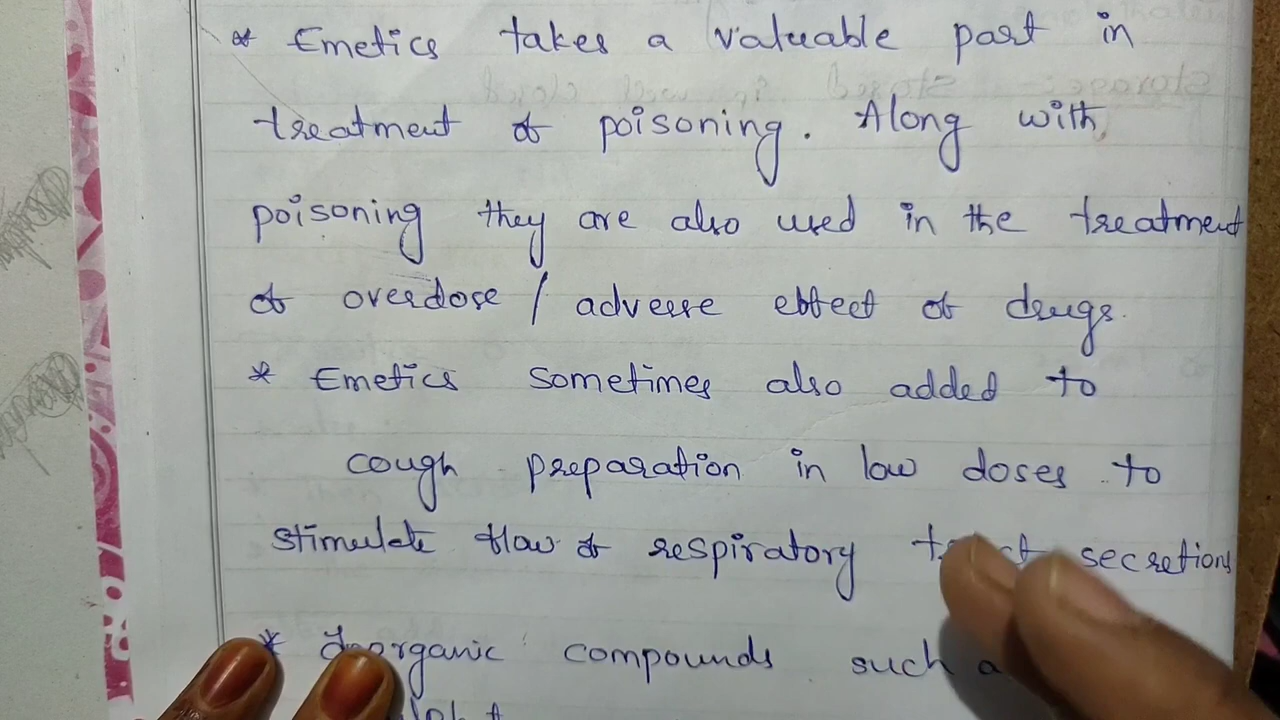 * Emetics takes a valuable part in
treatment of poisoning. Along with
poisoning they are also used in the treatment
of overdose / adverse effect of drugs.
* Emetics sometimes also added to
cough preparation in low doses to
stimulate flow of respiratory tract secretions
* Inorganic compounds such